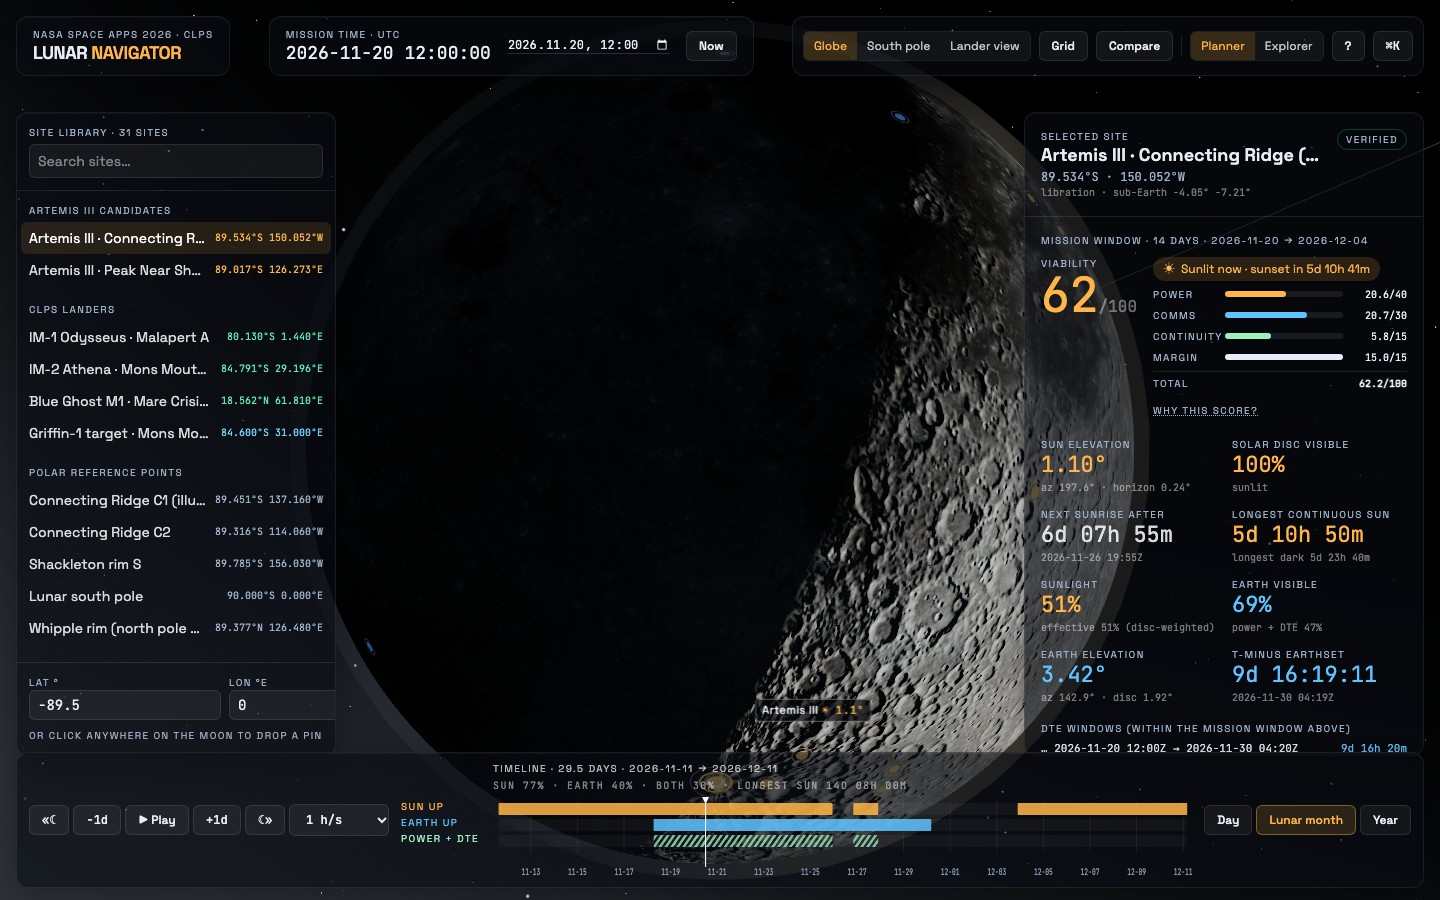 NASA SPACE APPS 2026 · CLPS
LUNAR NAVIGATOR
MISSION TIME · UTC
2026-11-20 12:00:00
2026.11.20, 12:00
Now
Globe
South pole
Lander view
Grid
Compare
Planner
Explorer
?
⌘K
SITE LIBRARY · 31 SITES
Search sites…
ARTEMIS III CANDIDATES
Artemis III · Connecting R… 89.534°S 150.052°W
Artemis III · Peak Near Sh… 89.017°S 126.273°E
CLPS LANDERS
IM-1 Odysseus · Malapert A 80.130°S 1.440°E
IM-2 Athena · Mons Mout… 84.791°S 29.196°E
Blue Ghost M1 · Mare Crisi… 18.562°N 61.810°E
Griffin-1 target · Mons Mo… 84.600°S 31.000°E
POLAR REFERENCE POINTS
Connecting Ridge C1 (illu… 89.451°S 137.160°W
Connecting Ridge C2 89.316°S 114.060°W
Shackleton rim S 89.785°S 156.030°W
Lunar south pole 90.000°S 0.000°E
Whipple rim (north pole … 89.377°N 126.480°E
LAT ° LON °E
-89.5 0
OR CLICK ANYWHERE ON THE MOON TO DROP A PIN
Artemis III ☀ 1.1°
SELECTED SITE
VERIFIED
Artemis III · Connecting Ridge (…
89.534°S · 150.052°W
libration · sub-Earth -4.05° -7.21°
MISSION WINDOW · 14 DAYS · 2026-11-20 → 2026-12-04
VIABILITY
62/100
☀ Sunlit now · sunset in 5d 10h 41m
POWER 20.6/40
COMMS 20.7/30
CONTINUITY 5.8/15
MARGIN 15.0/15
TOTAL 62.2/100
WHY THIS SCORE?
SUN ELEVATION
1.10°
az 197.6° · horizon 0.24°
SOLAR DISC VISIBLE
100%
sunlit
NEXT SUNRISE AFTER
6d 07h 55m
2026-11-26 19:55Z
LONGEST CONTINUOUS SUN
5d 10h 50m
longest dark 5d 23h 40m
SUNLIGHT
51%
effective 51% (disc-weighted)
EARTH VISIBLE
69%
power + DTE 47%
EARTH ELEVATION
3.42°
az 142.9° · disc 1.92°
T-MINUS EARTHSET
9d 16:19:11
2026-11-30 04:19Z
DTE WINDOWS (WITHIN THE MISSION WINDOW ABOVE)
… 2026-11-20 12:00Z → 2026-11-30 04:20Z 9d 16h 20m
TIMELINE · 29.5 DAYS · 2026-11-11 → 2026-12-11
SUN 77% · EARTH 40% · BOTH 30% · LONGEST SUN 14D 08H 00M
«☾
-1d
▶ Play
+1d
☾»
1 h/s
SUN UP
EARTH UP
POWER + DTE
11-13 11-15 11-17 11-19 11-21 11-23 11-25 11-27 11-29 12-01 12-03 12-05 12-07 12-09 12-11
Day
Lunar month
Year